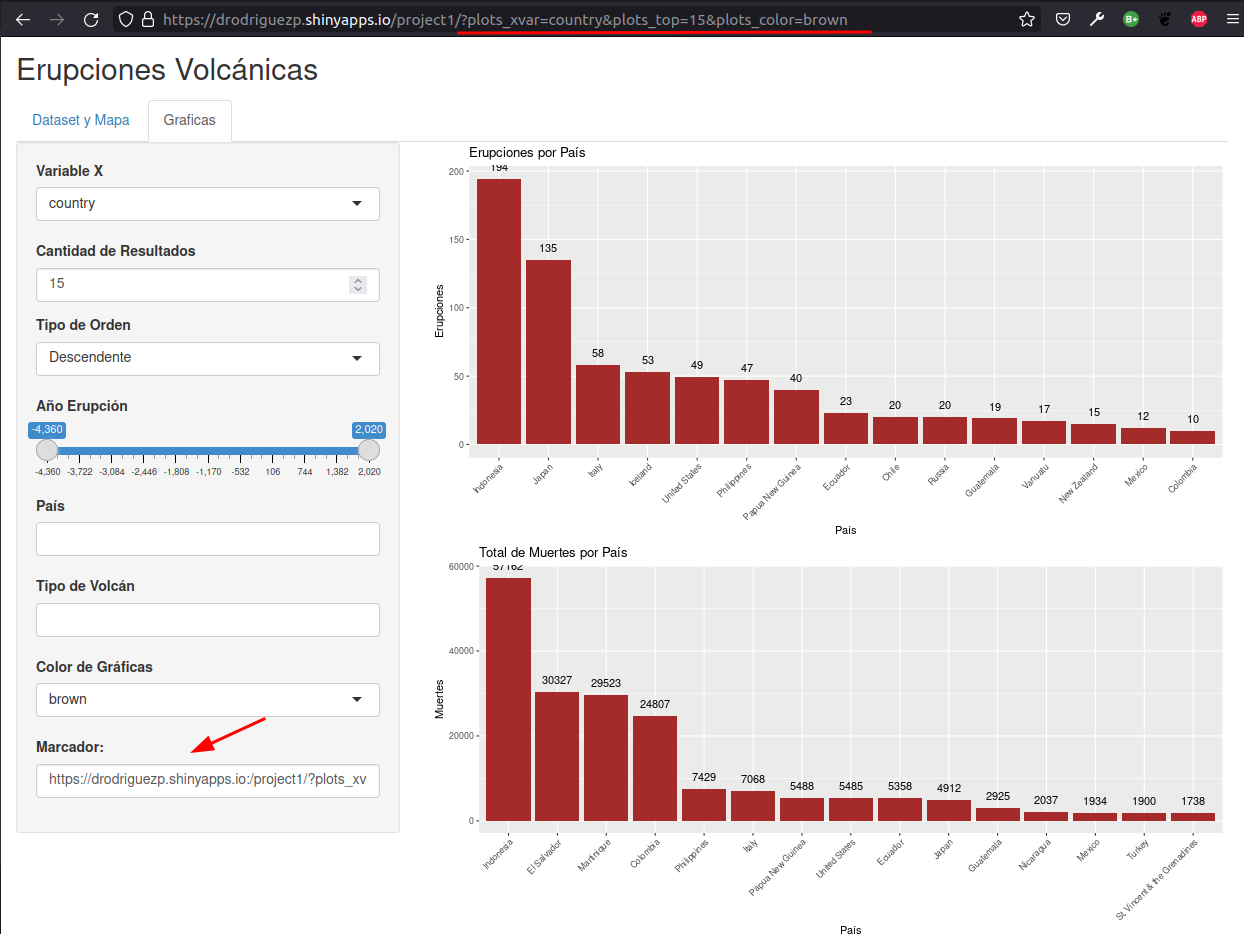 https://drodriguezp.shinyapps.io/project1/?plots_xvar=country&plots_top=15&plots_color=brown
B+
ABP
Erupciones Volcánicas
Dataset y Mapa
Graficas
Variable X
country
Cantidad de Resultados
15
Tipo de Orden
Descendente
Año Erupción
-4,360 2,020
-4,360 -3,722 -3,084 -2,446 -1,808 -1,170 -532 106 744 1,382 2,020
País
Tipo de Volcán
Color de Gráficas
brown
Marcador:
https://drodriguezp.shinyapps.io:/project1/?plots_xv
Erupciones por País
Erupciones
200
150
100
50
0
194
135
58
53
49
47
40
23
20
20
19
17
15
12
10
Indonesia
Japan
Italy
Iceland
United States
Philippines
Papua New Guinea
Ecuador
Chile
Russia
Guatemala
Vanuatu
New Zealand
Mexico
Colombia
País
Total de Muertes por País
Muertes
60000
40000
20000
0
57162
30327
29523
24807
7429
7068
5488
5485
5358
4912
2925
2037
1934
1900
1738
Indonesia
El Salvador
Martinique
Colombia
Philippines
Italy
Papua New Guinea
United States
Ecuador
Japan
Guatemala
Nicaragua
Mexico
Turkey
St. Vincent & the Grenadines
País